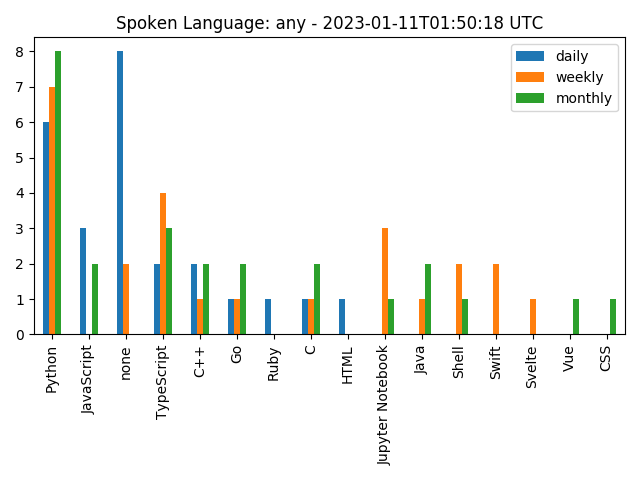 Spoken Language: any - 2023-01-11T01:50:18 UTC
daily
weekly
monthly
8
7
6
5
4
3
2
1
0
Python
JavaScript
none
TypeScript
C++
Go
Ruby
C
HTML
Jupyter Notebook
Java
Shell
Swift
Svelte
Vue
CSS